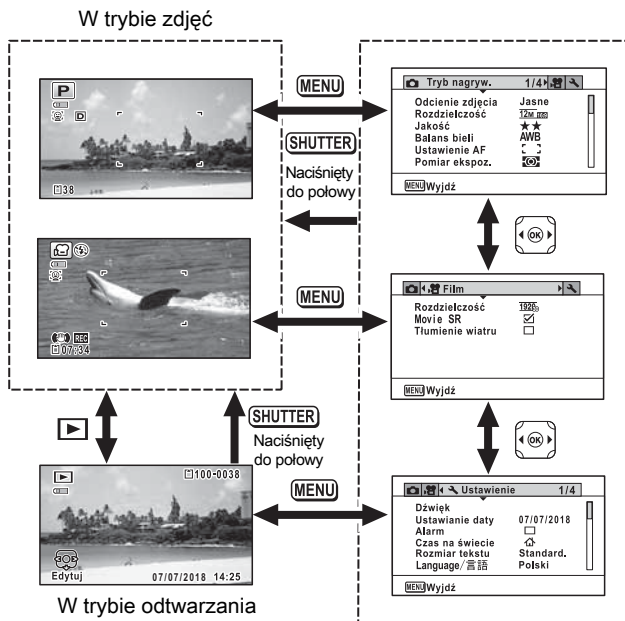 W trybie zdjęć
P
D
38
MENU
SHUTTER
Naciśnięty
do połowy
Tryb nagryw. 1/4
Odcienie zdjęcia Jasne
Rozdzielczość 12M
Jakość ★★
Balans bieli AWB
Ustawienie AF
Pomiar ekspoz.
MENU Wyjdź
OK
REC
07:34
MENU
Film
Rozdzielczość 1920
Movie SR ☑
Tłumienie wiatru ☐
MENU Wyjdź
OK
SHUTTER
Naciśnięty
do połowy
MENU
100-0038
Edytuj 07/07/2018 14:25
Ustawienie 1/4
Dźwięk
Ustawianie daty 07/07/2018
Alarm ☐
Czas na świecie
Rozmiar tekstu Standard.
Language/言語 Polski
MENU Wyjdź
W trybie odtwarzania